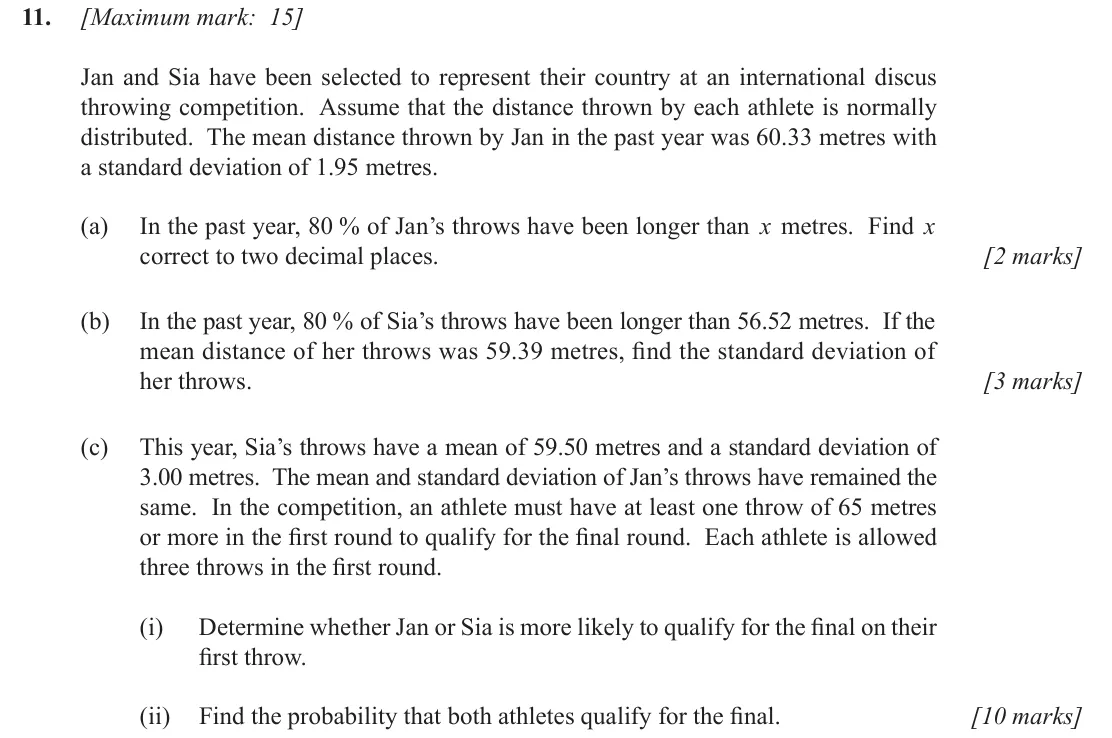 11. [Maximum mark: 15]
Jan and Sia have been selected to represent their country at an international discus
throwing competition. Assume that the distance thrown by each athlete is normally
distributed. The mean distance thrown by Jan in the past year was 60.33 metres with
a standard deviation of 1.95 metres.
(a) In the past year, 80 % of Jan’s throws have been longer than x metres. Find x
correct to two decimal places. [2 marks]
(b) In the past year, 80 % of Sia’s throws have been longer than 56.52 metres. If the
mean distance of her throws was 59.39 metres, find the standard deviation of
her throws. [3 marks]
(c) This year, Sia’s throws have a mean of 59.50 metres and a standard deviation of
3.00 metres. The mean and standard deviation of Jan’s throws have remained the
same. In the competition, an athlete must have at least one throw of 65 metres
or more in the first round to qualify for the final round. Each athlete is allowed
three throws in the first round.
(i) Determine whether Jan or Sia is more likely to qualify for the final on their
first throw.
(ii) Find the probability that both athletes qualify for the final. [10 marks]